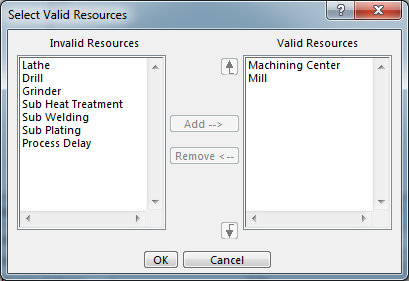 Select Valid Resources
Invalid Resources
Valid Resources
Lathe
Drill
Grinder
Sub Heat Treatment
Sub Welding
Sub Plating
Process Delay
Add -->
Remove <--
Machining Center
Mill
OK
Cancel